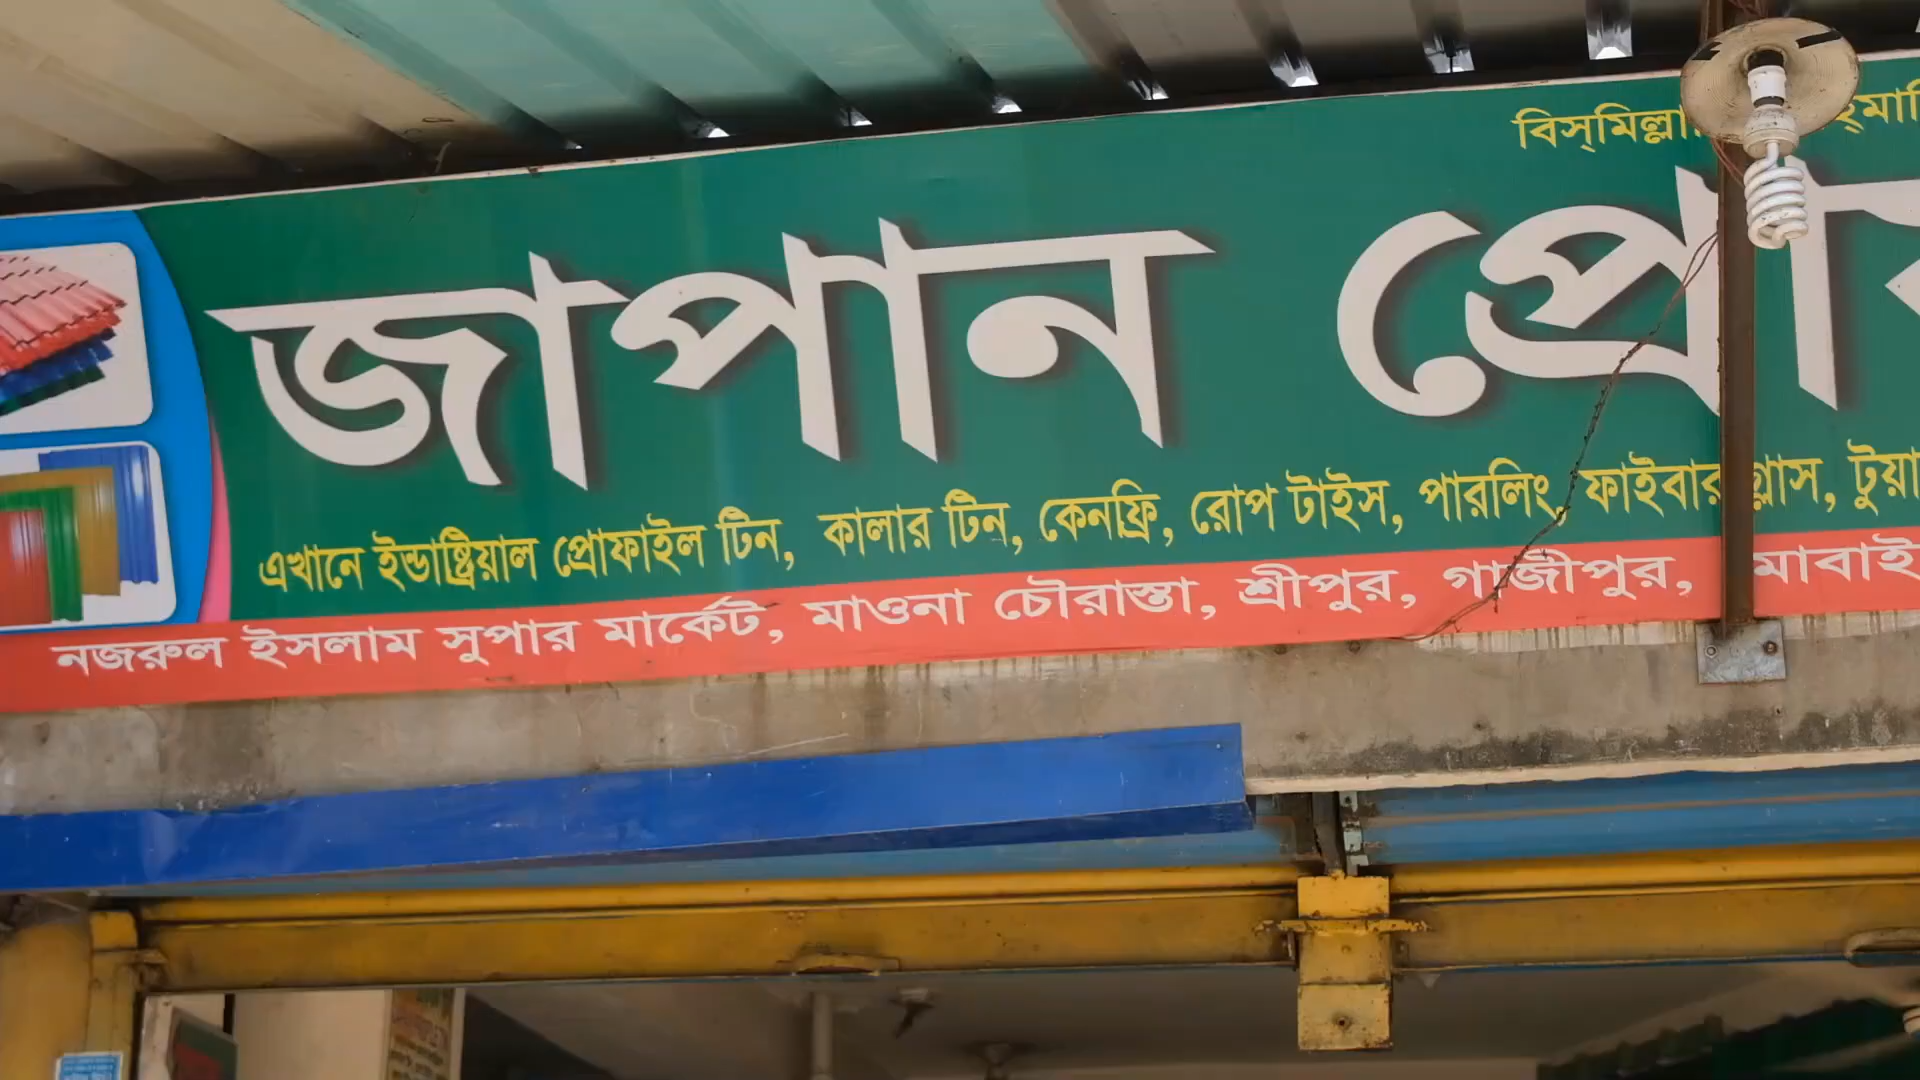 বিস্‌মিল্লা
জাপান প্রো
এখানে ইন্ডাষ্ট্রিয়াল প্রোফাইল টিন, কালার টিন, কেনফ্রি, রোপ টাইস, পারলিং, ফাইবার গ্লাস, টুয়া
নজরুল ইসলাম সুপার মার্কেট, মাওনা চৌরাস্তা, শ্রীপুর, গাজীপুর, মোবাই